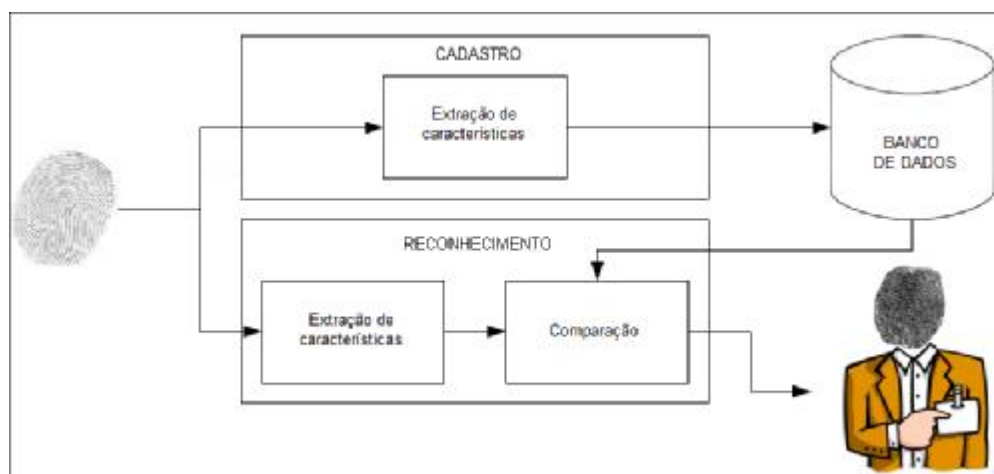 CADASTRO
Extração de
características
BANCO
DE DADOS
RECONHECIMENTO
Extração de
características
Comparação